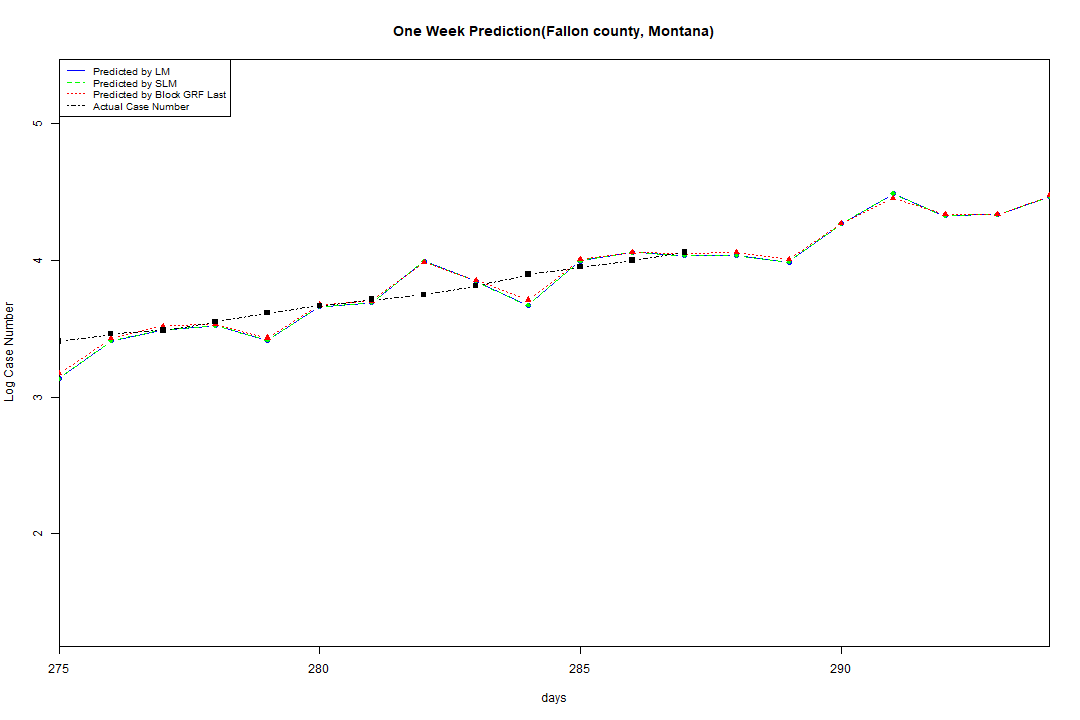 One Week Prediction(Fallon county, Montana)
Predicted by LM
Predicted by SLM
Predicted by Block GRF Last
Actual Case Number
5
4
3
2
Log Case Number
275
280
285
290
days